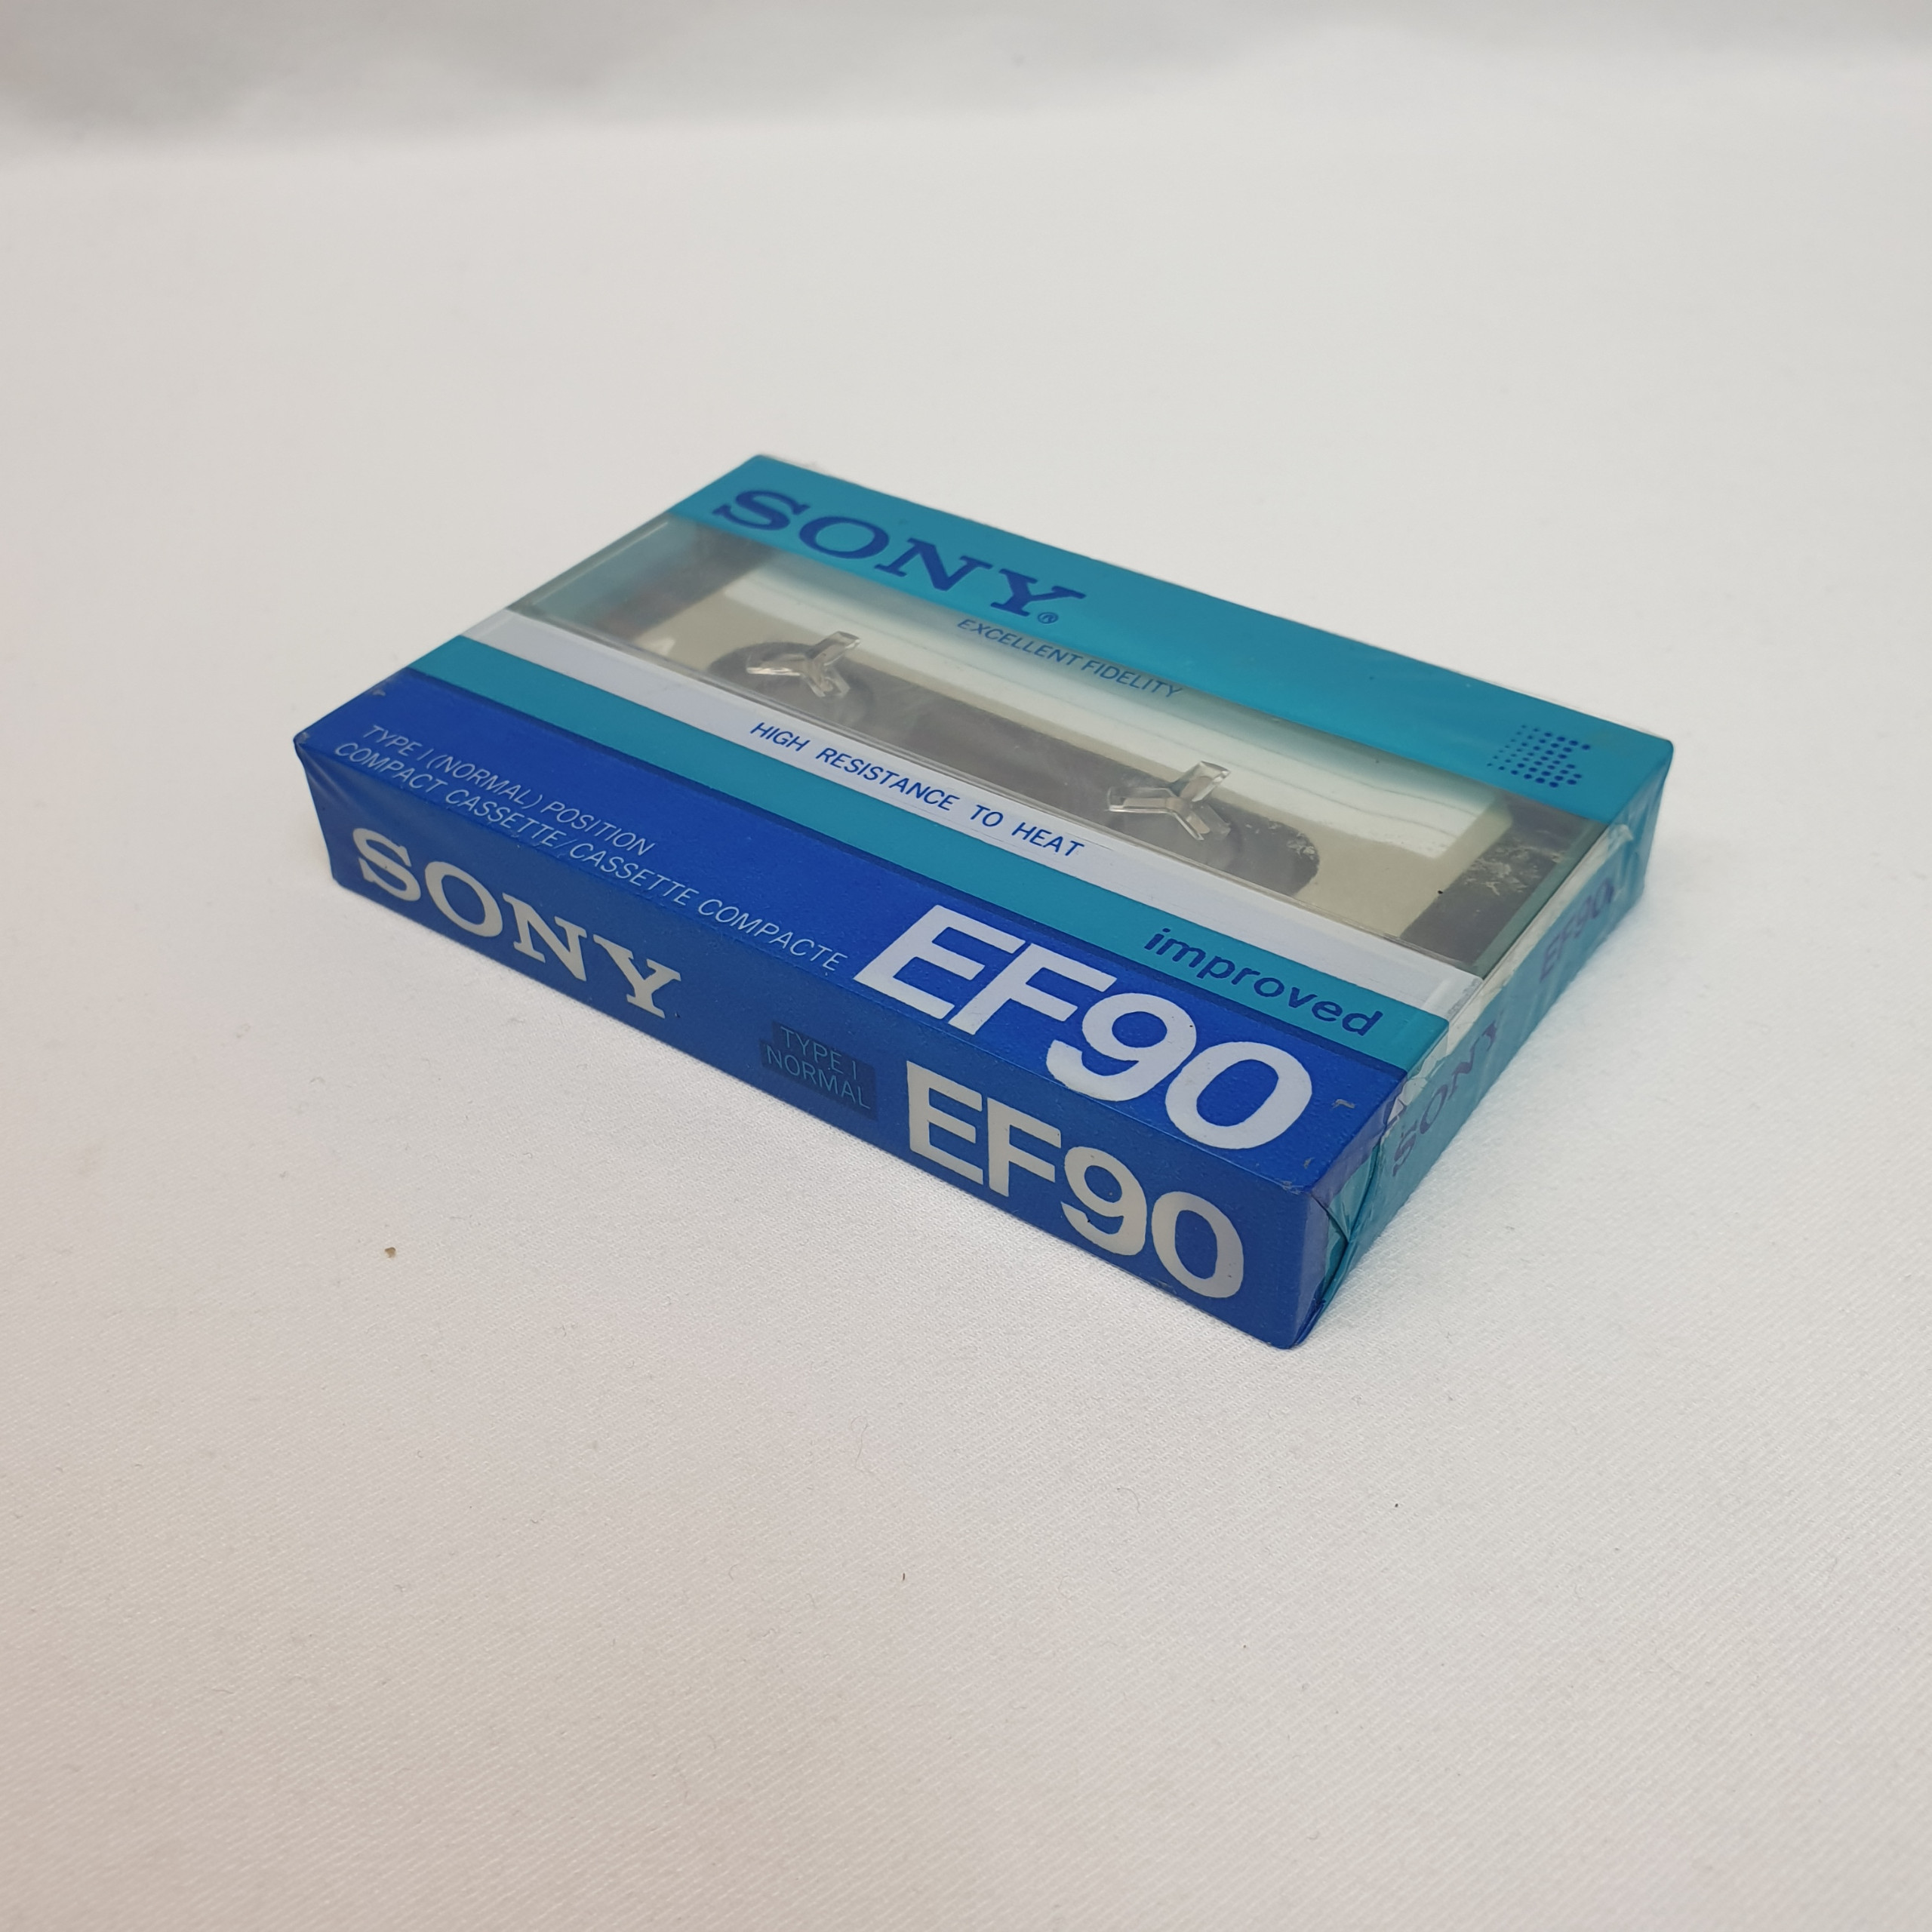 SONY®
EXCELLENT FIDELITY
HIGH RESISTANCE TO HEAT
improved
TYPE I (NORMAL) POSITION
COMPACT CASSETTE/CASSETTE COMPACTE
EF90
SONY
TYPE I
NORMAL
EF90
SONY
EF90